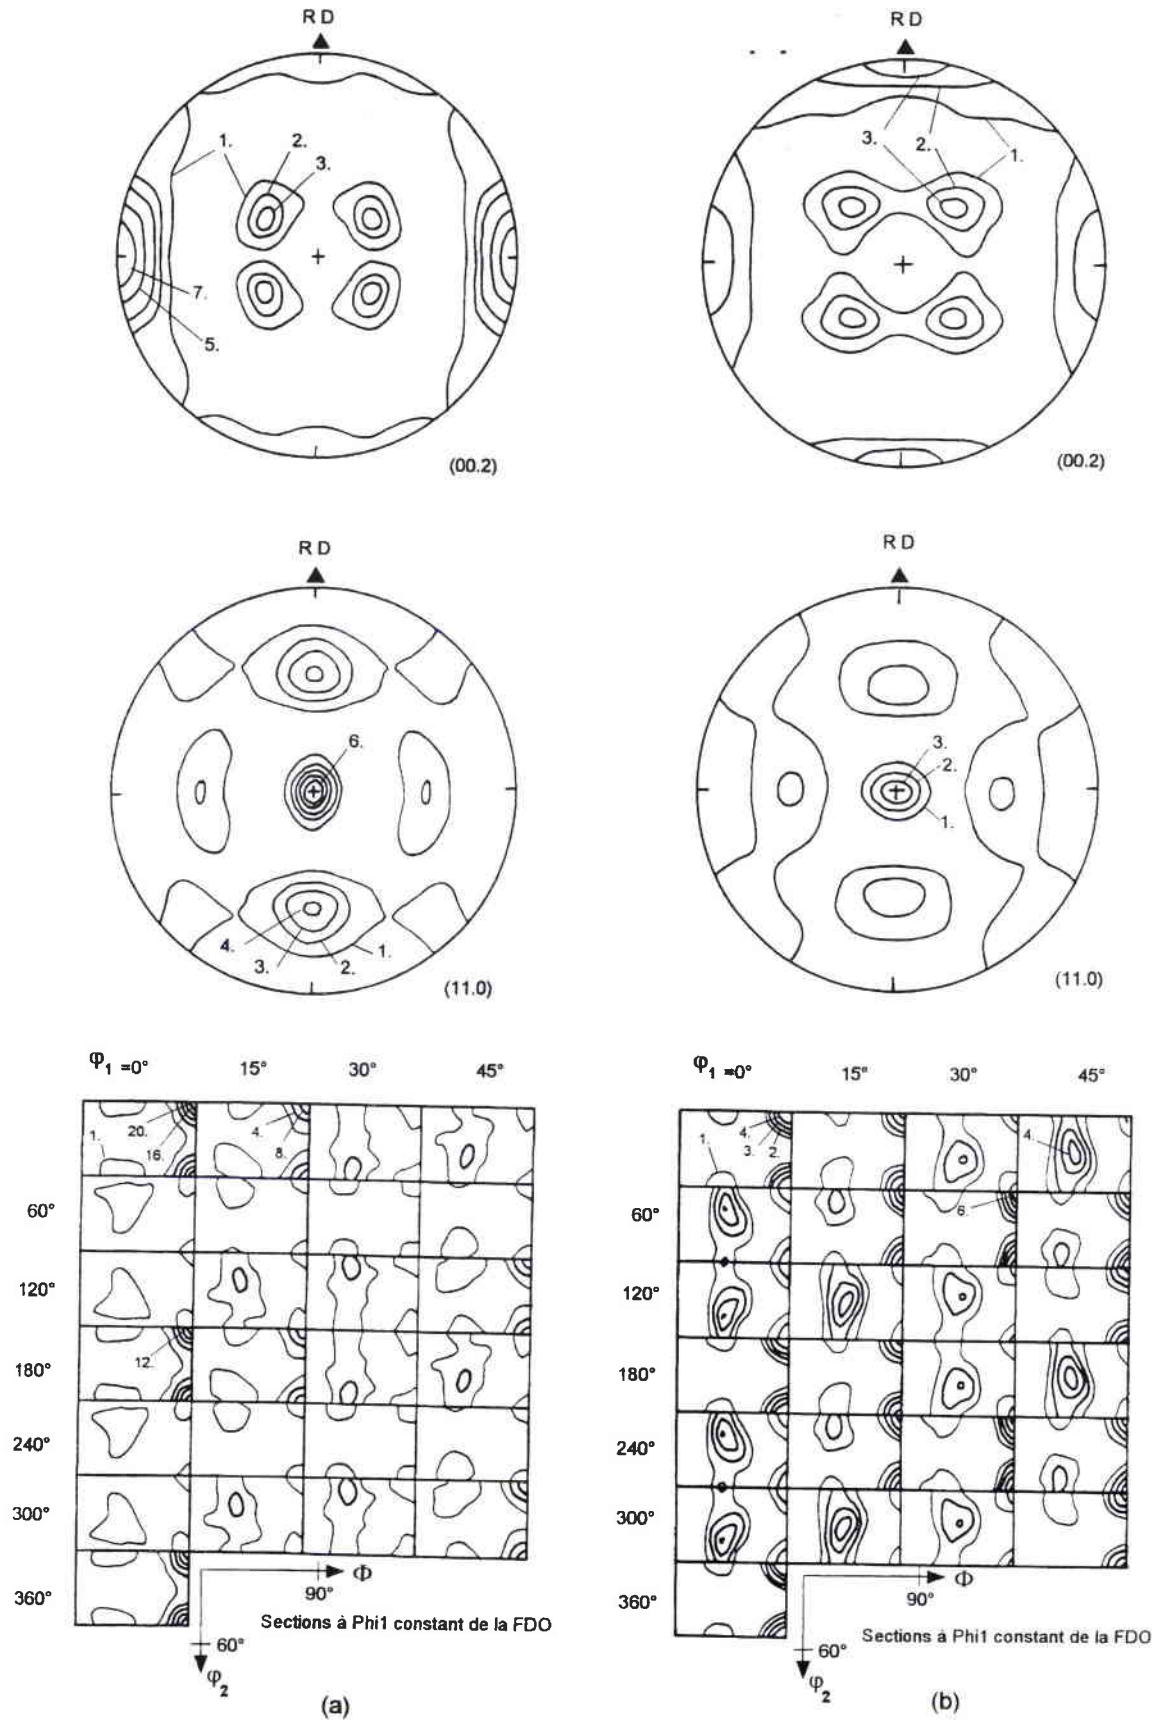 R D
R D
1.
2.
3.
7.
5.
(00.2)
3.
2.
1.
(00.2)
R D
R D
6.
4.
3.
2.
1.
(11.0)
3.
2.
1.
(11.0)
φ1 =0° 15° 30° 45°
1. 20. 16. 4. 8.
60°
120°
12.
180°
240°
300°
360°
Φ
90°
Sections à Phi1 constant de la FDO
60°
φ2
(a)
φ1 =0° 15° 30° 45°
1. 4. 3. 2. 4.
60°
6.
120°
180°
240°
300°
360°
Φ
90°
Sections à Phi1 constant de la FDO
60°
φ2
(b)